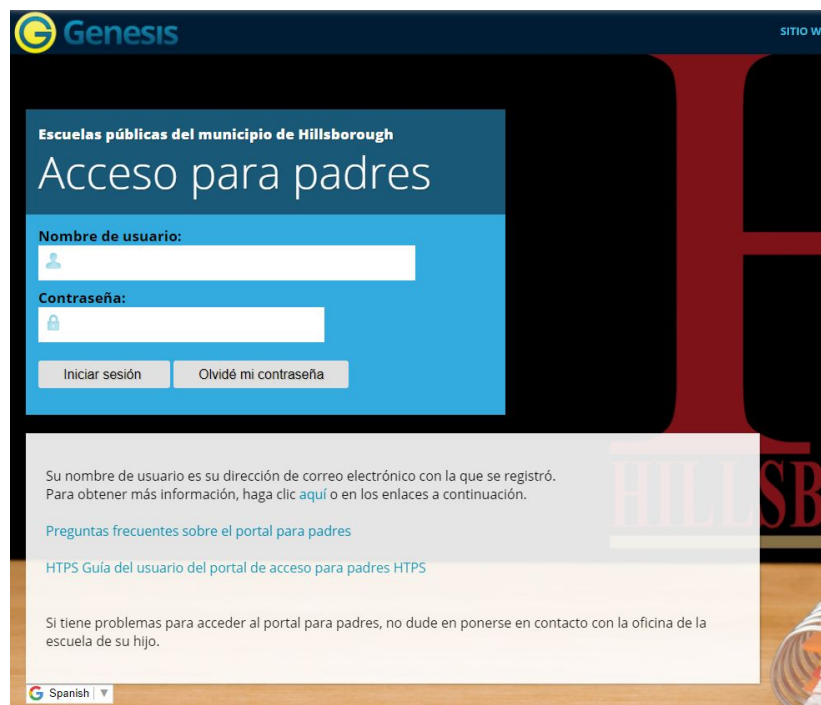 Genesis
SITIO W
Escuelas públicas del municipio de Hillsborough
Acceso para padres
Nombre de usuario:
Contraseña:
Iniciar sesión
Olvidé mi contraseña
Su nombre de usuario es su dirección de correo electrónico con la que se registró.
Para obtener más información, haga clic aquí o en los enlaces a continuación.
Preguntas frecuentes sobre el portal para padres
HTPS Guía del usuario del portal de acceso para padres HTPS
Si tiene problemas para acceder al portal para padres, no dude en ponerse en contacto con la oficina de la
escuela de su hijo.
HILLSB
Spanish